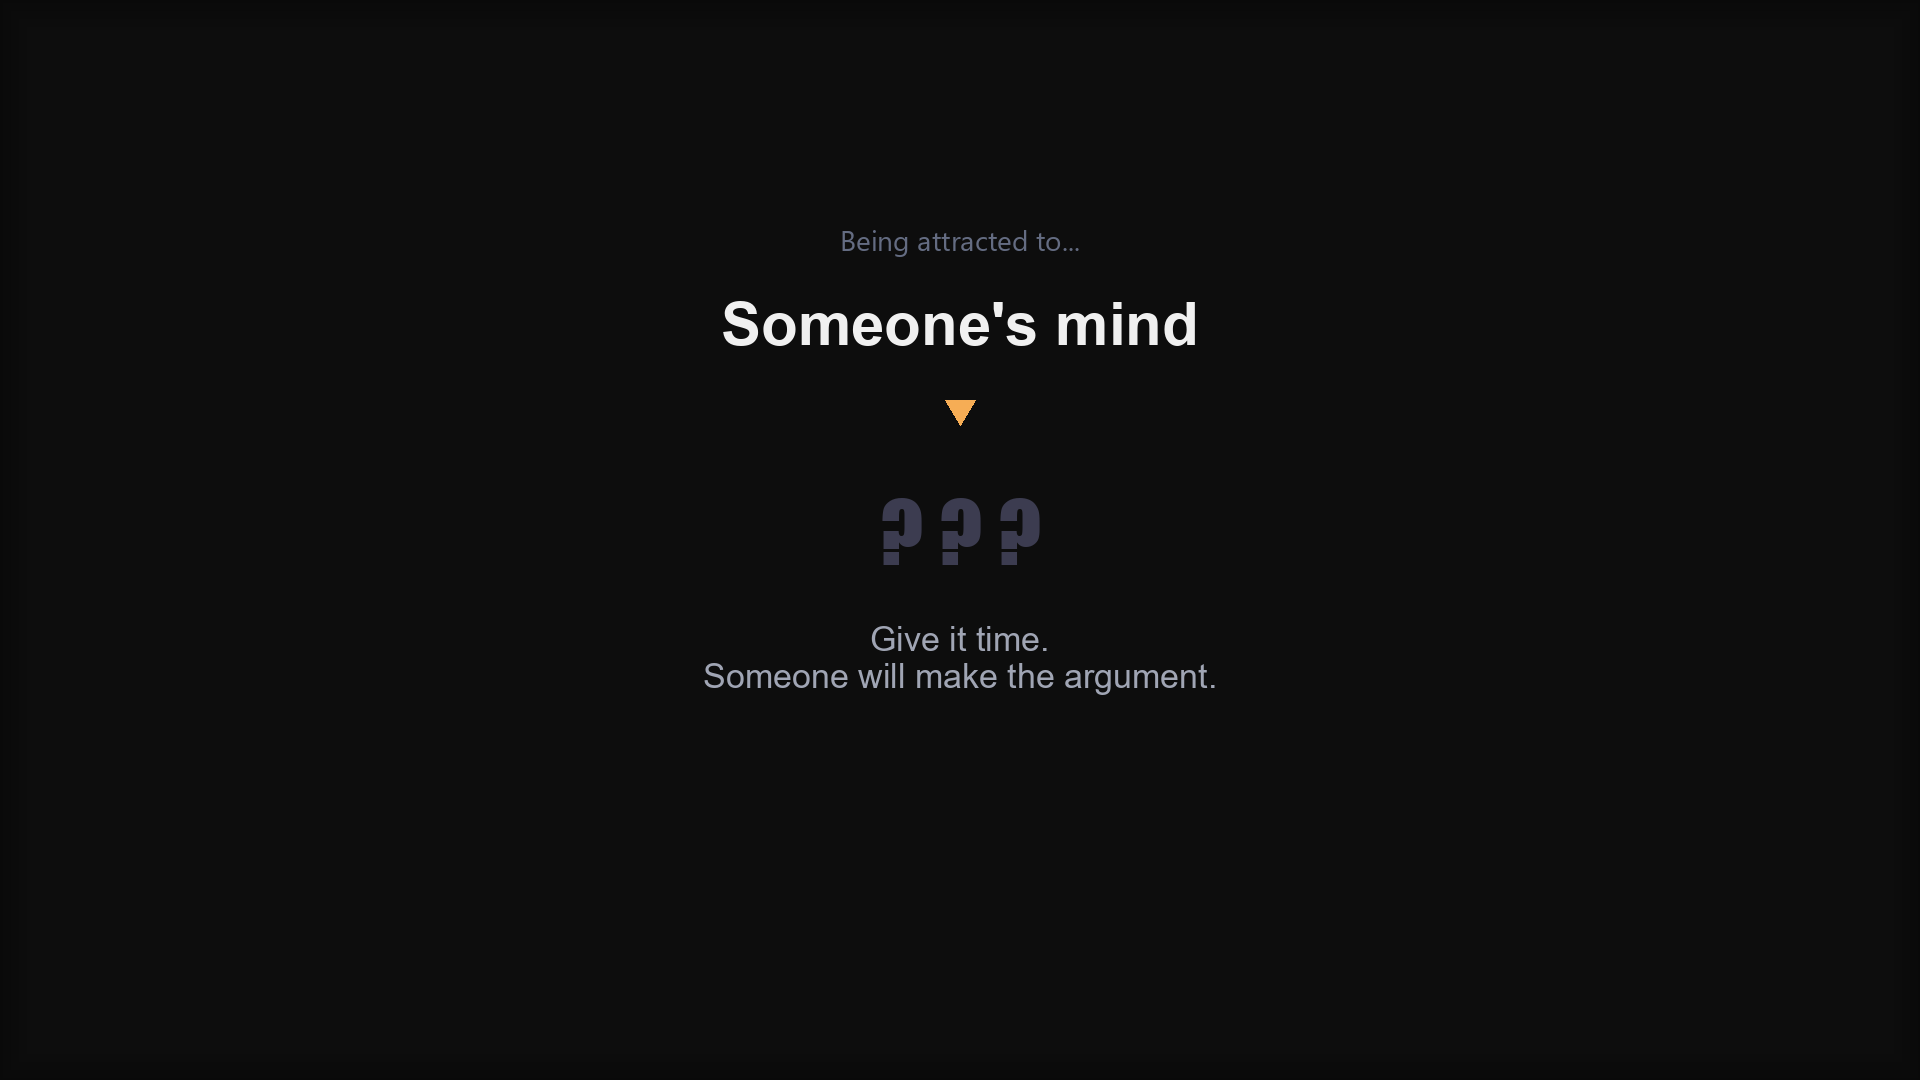 Being attracted to...
Someone's mind
???
Give it time.
Someone will make the argument.